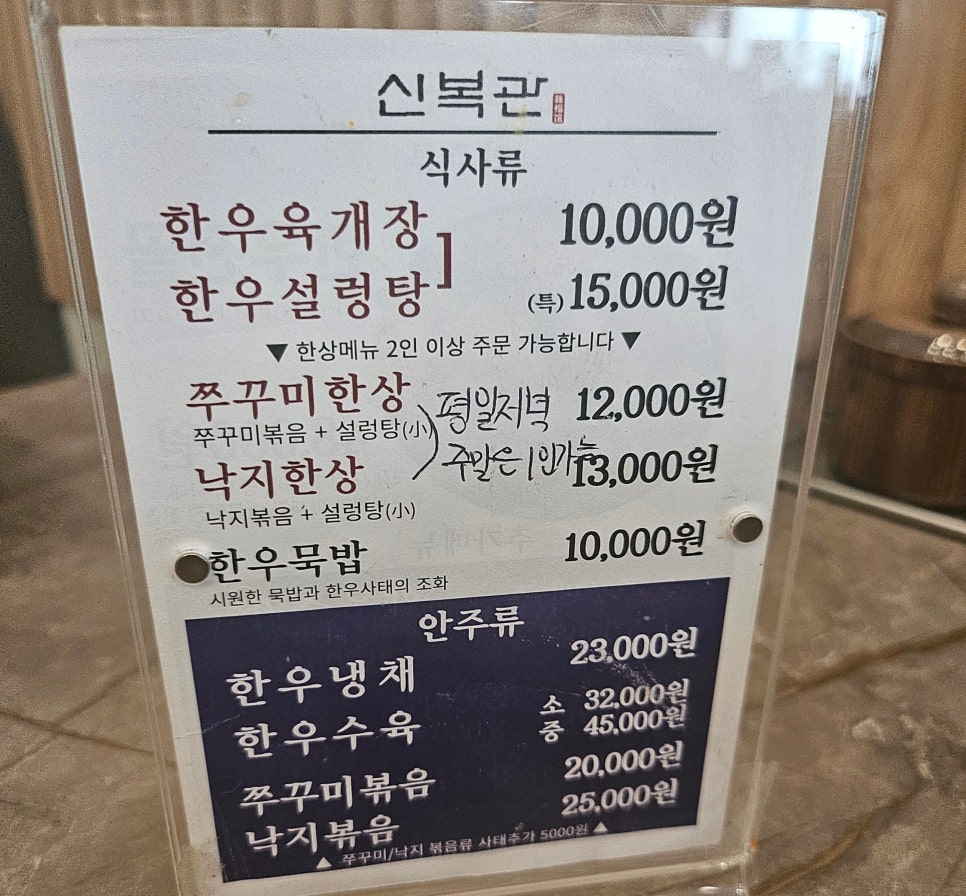 신복관
식사류
한우육개장 10,000원
한우설렁탕 (특)15,000원
▼ 한상메뉴 2인 이상 주문 가능합니다 ▼
쭈꾸미한상 평일저녁 12,000원
쭈꾸미볶음 + 설렁탕(小)
낙지한상 주말은 1인가능 13,000원
낙지볶음 + 설렁탕(小)
한우묵밥 10,000원
시원한 묵밥과 한우사태의 조화
안주류
한우냉채 23,000원
한우수육 소 32,000원
중 45,000원
쭈꾸미볶음 20,000원
낙지볶음 25,000원
▲ 쭈꾸미/낙지 볶음류 사태추가 5000원 ▲